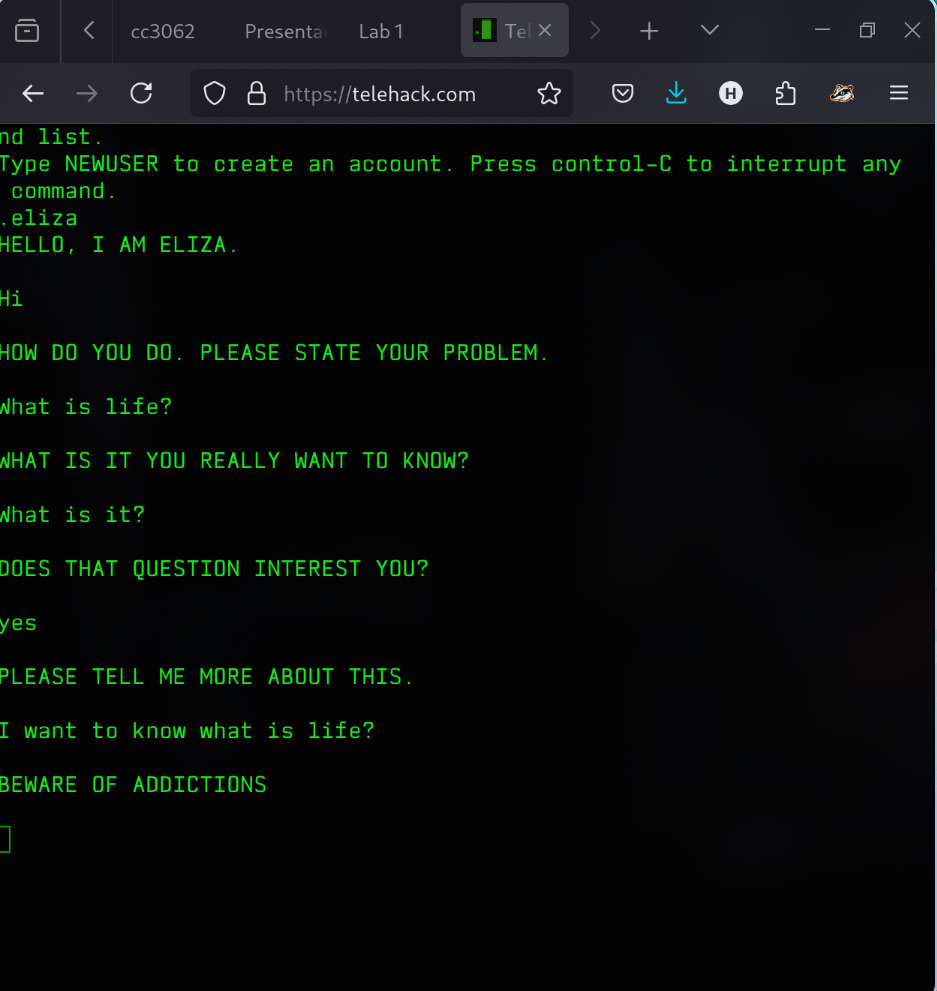 cc3062 Presenta Lab 1 Tel
https://telehack.com H
nd list.
Type NEWUSER to create an account. Press control-C to interrupt any
command.
.eliza
HELLO, I AM ELIZA.
Hi
HOW DO YOU DO. PLEASE STATE YOUR PROBLEM.
What is life?
WHAT IS IT YOU REALLY WANT TO KNOW?
What is it?
DOES THAT QUESTION INTEREST YOU?
yes
PLEASE TELL ME MORE ABOUT THIS.
I want to know what is life?
BEWARE OF ADDICTIONS